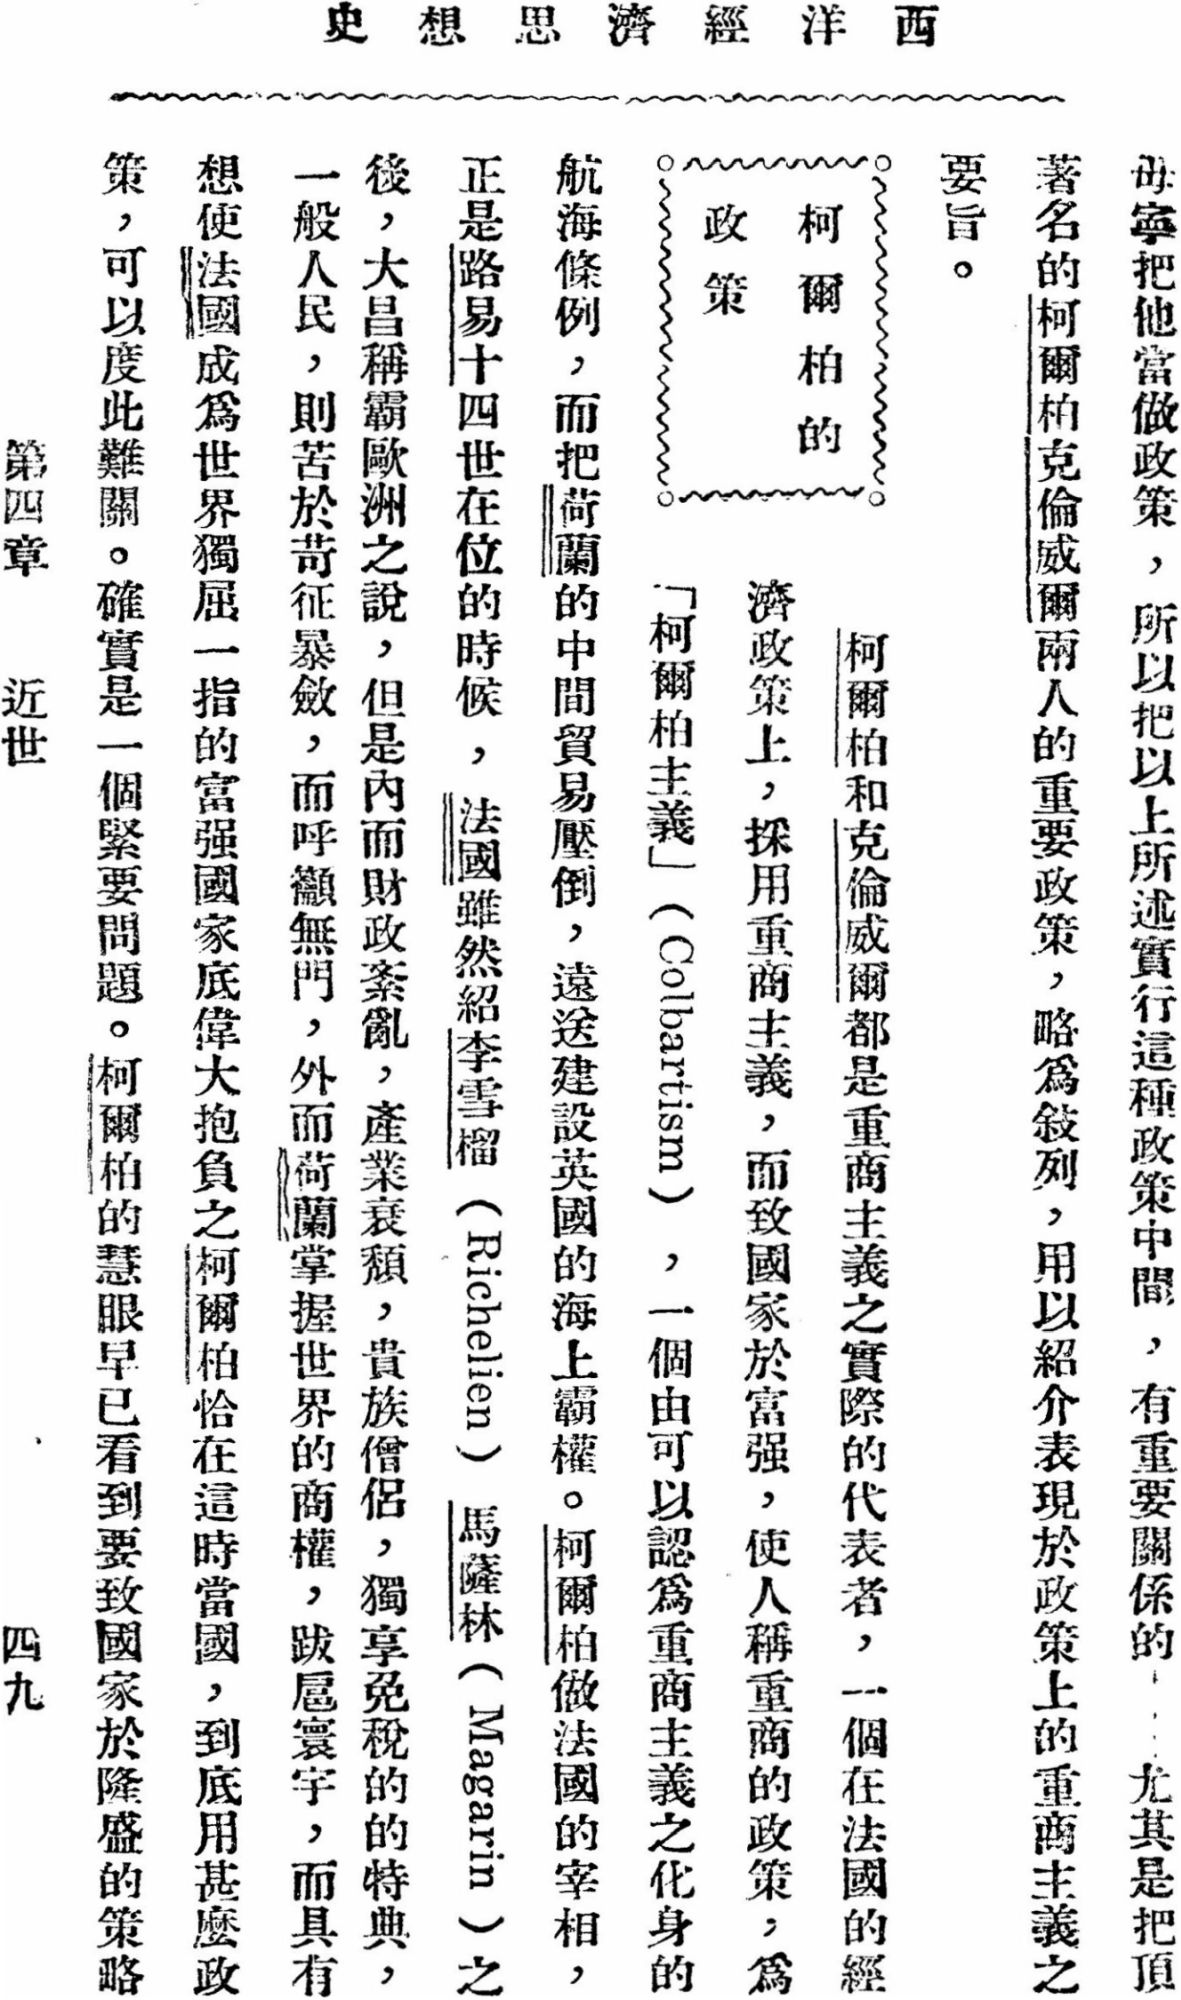 西洋經濟思想史
毋寧把他當做政策，所以把以上所述實行這種政策中間，有重要關係的 尤其是把頂
著名的柯爾柏克倫威爾兩人的重要政策，略爲敍列，用以紹介表現於政策上的重商主義之
要旨。
柯爾柏的
政策
柯爾柏和克倫威爾都是重商主義之實際的代表者，一個在法國的經
濟政策上，採用重商主義，而致國家於富强，使人稱重商的政策，爲
「柯爾柏主義」（Colbartism），一個由可以認爲重商主義之化身的
航海條例，而把荷蘭的中間貿易壓倒，遠送建設英國的海上霸權。柯爾柏做法國的宰相，
正是路易十四世在位的時候，法國雖然紹李雪榴（Richelien）馬薩林（Magarin）之
後，大昌稱霸歐洲之說，但是內而財政紊亂，產業衰頹，貴族僧侶，獨享免稅的的特典，
一般人民，則苦於苛征暴斂，而呼籲無門，外而荷蘭掌握世界的商權，跋扈寰宇，而具有
想使法國成爲世界獨屈一指的富强國家底偉大抱負之柯爾柏恰在這時當國，到底用甚麼政
策，可以度此難關。確實是一個緊要問題。柯爾柏的慧眼早已看到要致國家於隆盛的策略
第四章 近世 四九